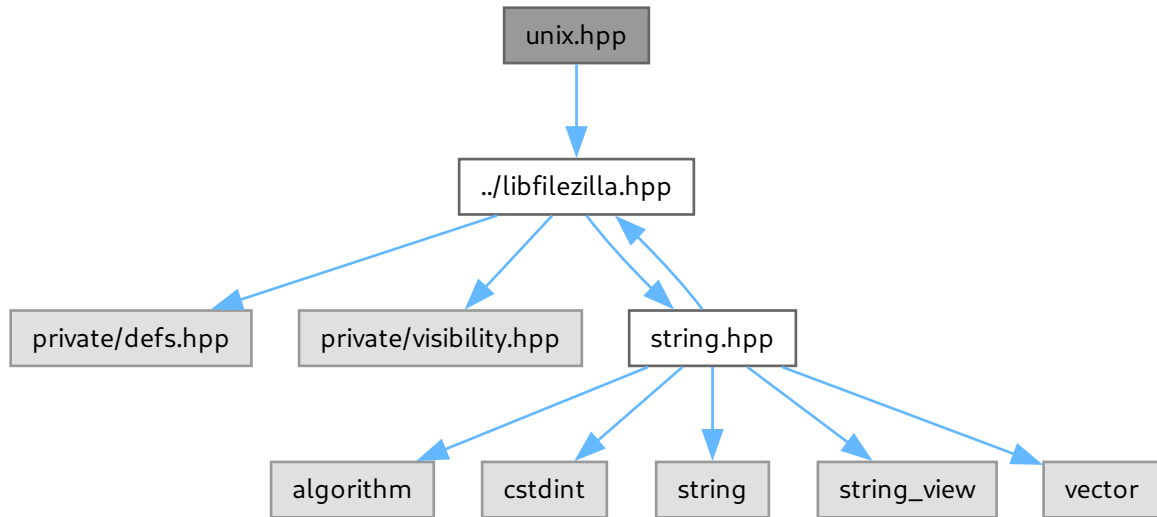 unix.hpp
../libfilezilla.hpp
private/defs.hpp
private/visibility.hpp
string.hpp
algorithm
cstdint
string
string_view
vector